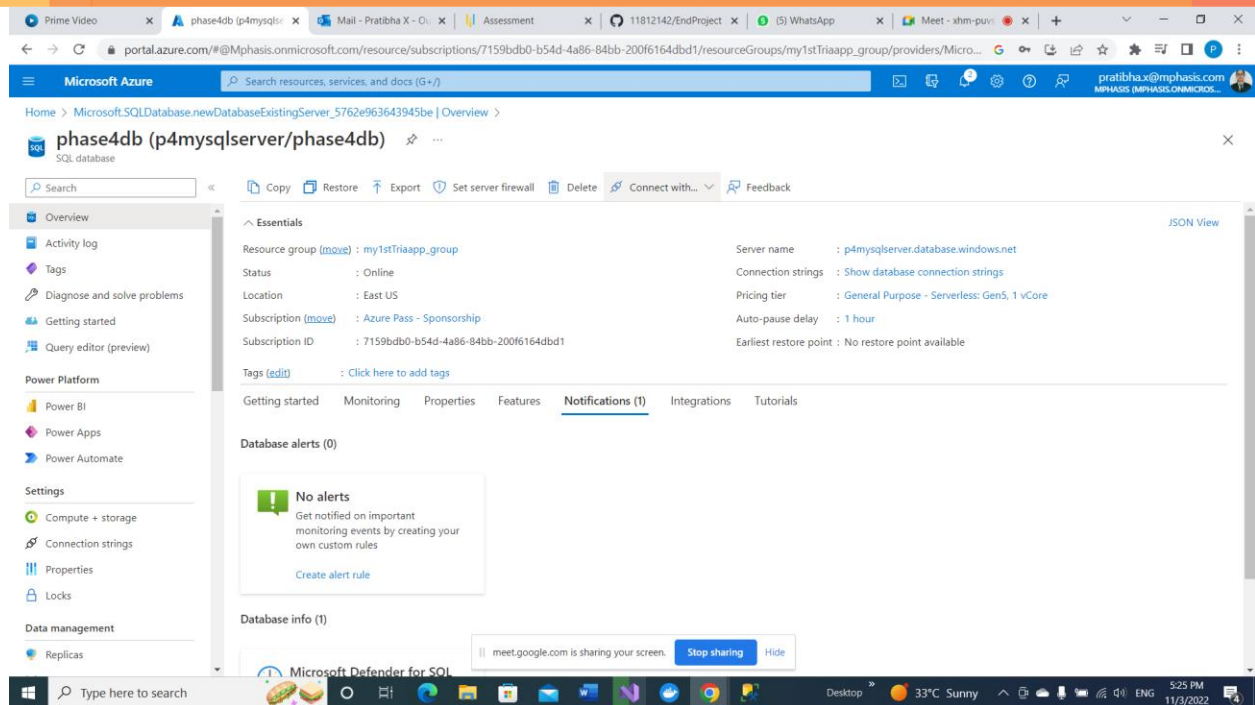 Prime Video
phase4db (p4mysqlse
Mail - Pratibha X - Ou
Assessment
11812142/EndProject
(5) WhatsApp
Meet - xhm-puvs
portal.azure.com/#@Mphasis.onmicrosoft.com/resource/subscriptions/7159bdb0-b54d-4a86-84bb-200f6164dbd1/resourceGroups/my1stTriaapp_group/providers/Micro...
Microsoft Azure
Search resources, services, and docs (G+/)
2
pratibha.x@mphasis.com
MPHASIS (MPHASIS.ONMICROS...
Home > Microsoft.SQLDatabase.newDatabaseExistingServer_5762e963643945be | Overview >
phase4db (p4mysqlserver/phase4db)
SQL database
Search
Copy Restore Export Set server firewall Delete Connect with... Feedback
Overview
Activity log
Tags
Diagnose and solve problems
Getting started
Query editor (preview)
Power Platform
Power BI
Power Apps
Power Automate
Settings
Compute + storage
Connection strings
Properties
Locks
Data management
Replicas
Essentials
JSON View
Resource group (move) : my1stTriaapp_group
Status : Online
Location : East US
Subscription (move) : Azure Pass - Sponsorship
Subscription ID : 7159bdb0-b54d-4a86-84bb-200f6164dbd1
Server name : p4mysqlserver.database.windows.net
Connection strings : Show database connection strings
Pricing tier : General Purpose - Serverless: Gen5, 1 vCore
Auto-pause delay : 1 hour
Earliest restore point : No restore point available
Tags (edit) : Click here to add tags
Getting started Monitoring Properties Features Notifications (1) Integrations Tutorials
Database alerts (0)
No alerts
Get notified on important
monitoring events by creating your
own custom rules
Create alert rule
Database info (1)
Microsoft Defender for SQL
meet.google.com is sharing your screen. Stop sharing Hide
Type here to search
Desktop
33°C Sunny
ENG
5:25 PM
11/3/2022
4